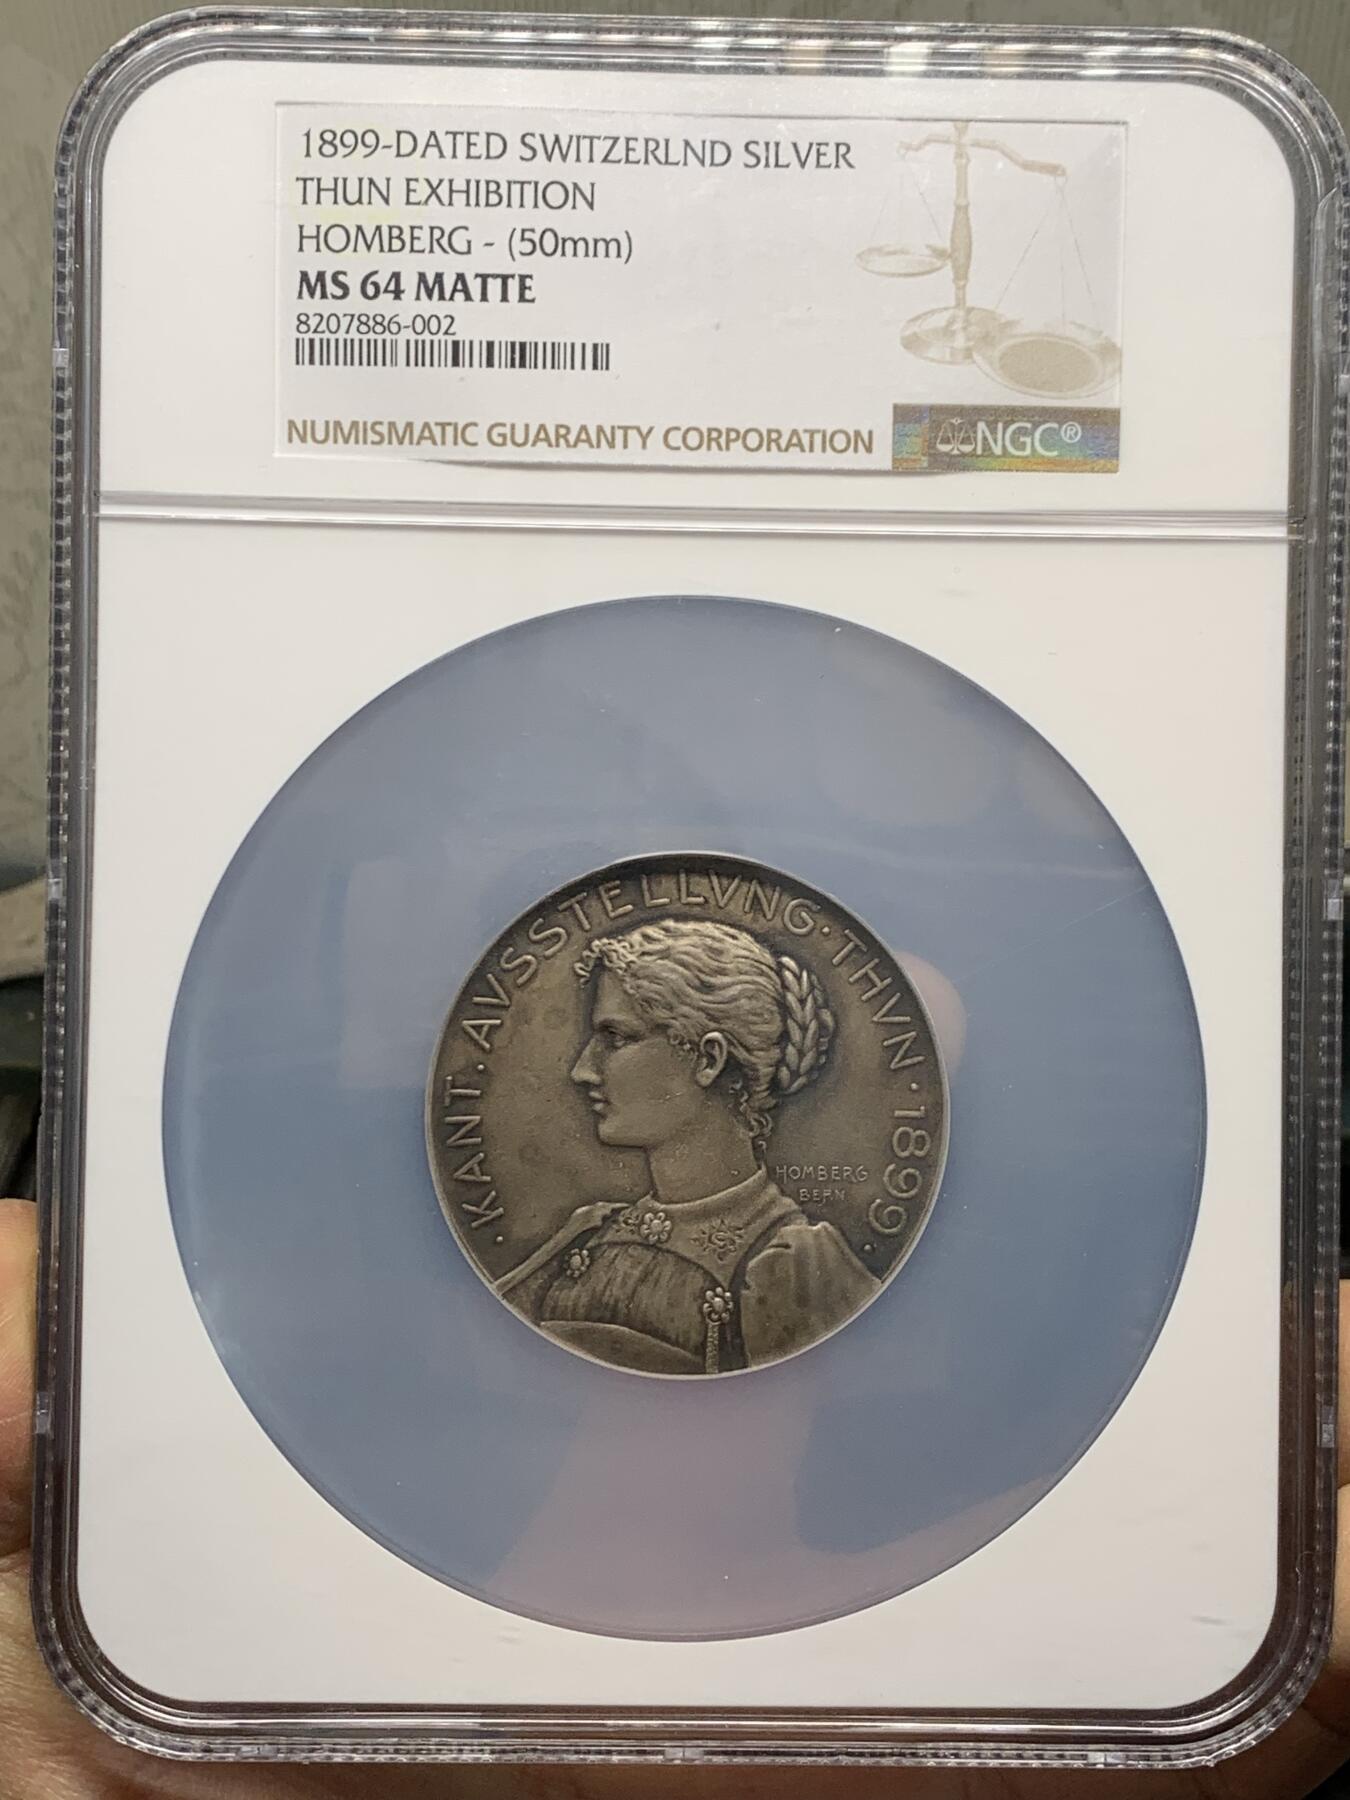 1899-DATED SWITZERLND SILVER
THUN EXHIBITION
HOMBERG - (50mm)
MS 64 MATTE
8207886-002
NUMISMATIC GUARANTY CORPORATION
NGC®
· KANT. AVSSTELLVNG · THVN · 1899 ·
HOMBERG
BERN